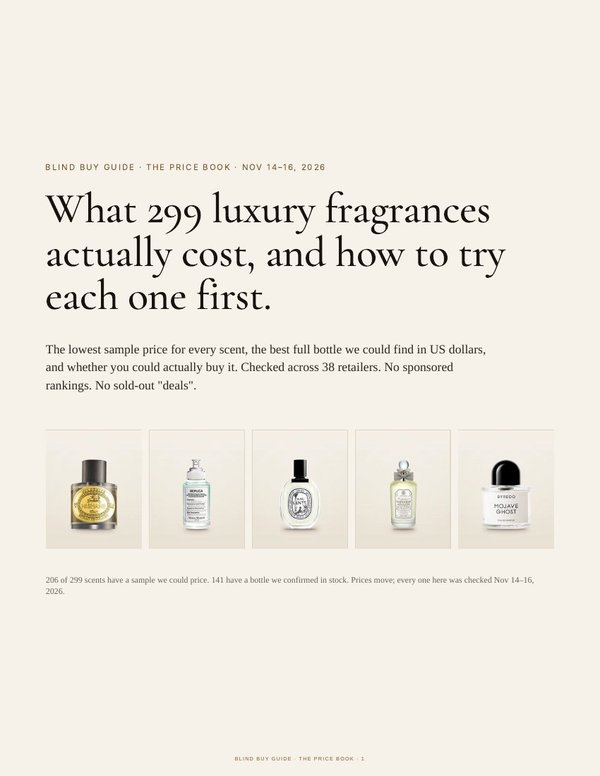 BLIND BUY GUIDE · THE PRICE BOOK · NOV 14–16, 2026
What 299 luxury fragrances
actually cost, and how to try
each one first.
The lowest sample price for every scent, the best full bottle we could find in US dollars,
and whether you could actually buy it. Checked across 38 retailers. No sponsored
rankings. No sold-out "deals".
REPLICA
BYREDO
MOJAVE
GHOST
206 of 299 scents have a sample we could price. 141 have a bottle we confirmed in stock. Prices move; every one here was checked Nov 14–16,
2026.
BLIND BUY GUIDE · THE PRICE BOOK · 1